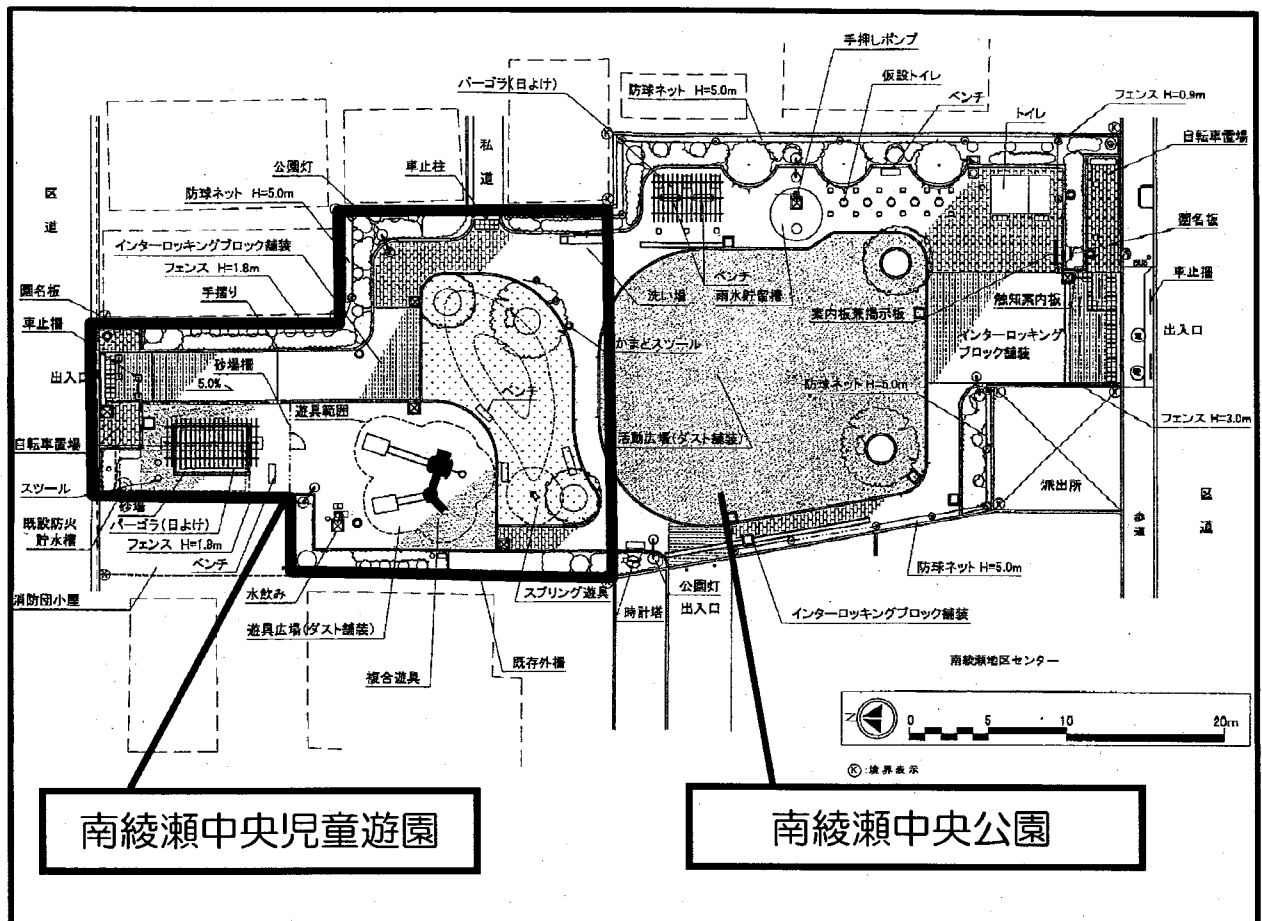 手押しポンプ
パーゴラ(日よけ)
防球ネット H=5.0m
仮設トイレ
ベンチ
トイレ
フェンス H=0.9m
自転車置場
公園灯
車止柱
私道
区道
防球ネット H=5.0m
インターロッキングブロック舗装
フェンス H=1.8m
手摺り
園名板
車止柵
出入口
砂場柵
5.0%
遊具範囲
ベンチ
かまどスツール
洗い場
ベンチ
雨水貯留槽
案内板兼掲示板
触知案内板
インターロッキング
ブロック舗装
園名板
車止柵
出入口
防球ネット H=5.0m
フェンス H=3.0m
活動広場(ダスト舗装)
派出所
歩道
区道
自転車置場
スツール
既設防火
貯水槽
砂場
パーゴラ(日よけ)
フェンス H=1.8m
ベンチ
消防団小屋
水飲み
遊具広場(ダスト舗装)
複合遊具
既存外柵
スプリング遊具
時計塔
公園灯
出入口
インターロッキングブロック舗装
防球ネット H=5.0m
南綾瀬地区センター
N
0 5 10 20m
Ⓚ:境界表示
南綾瀬中央児童遊園
南綾瀬中央公園